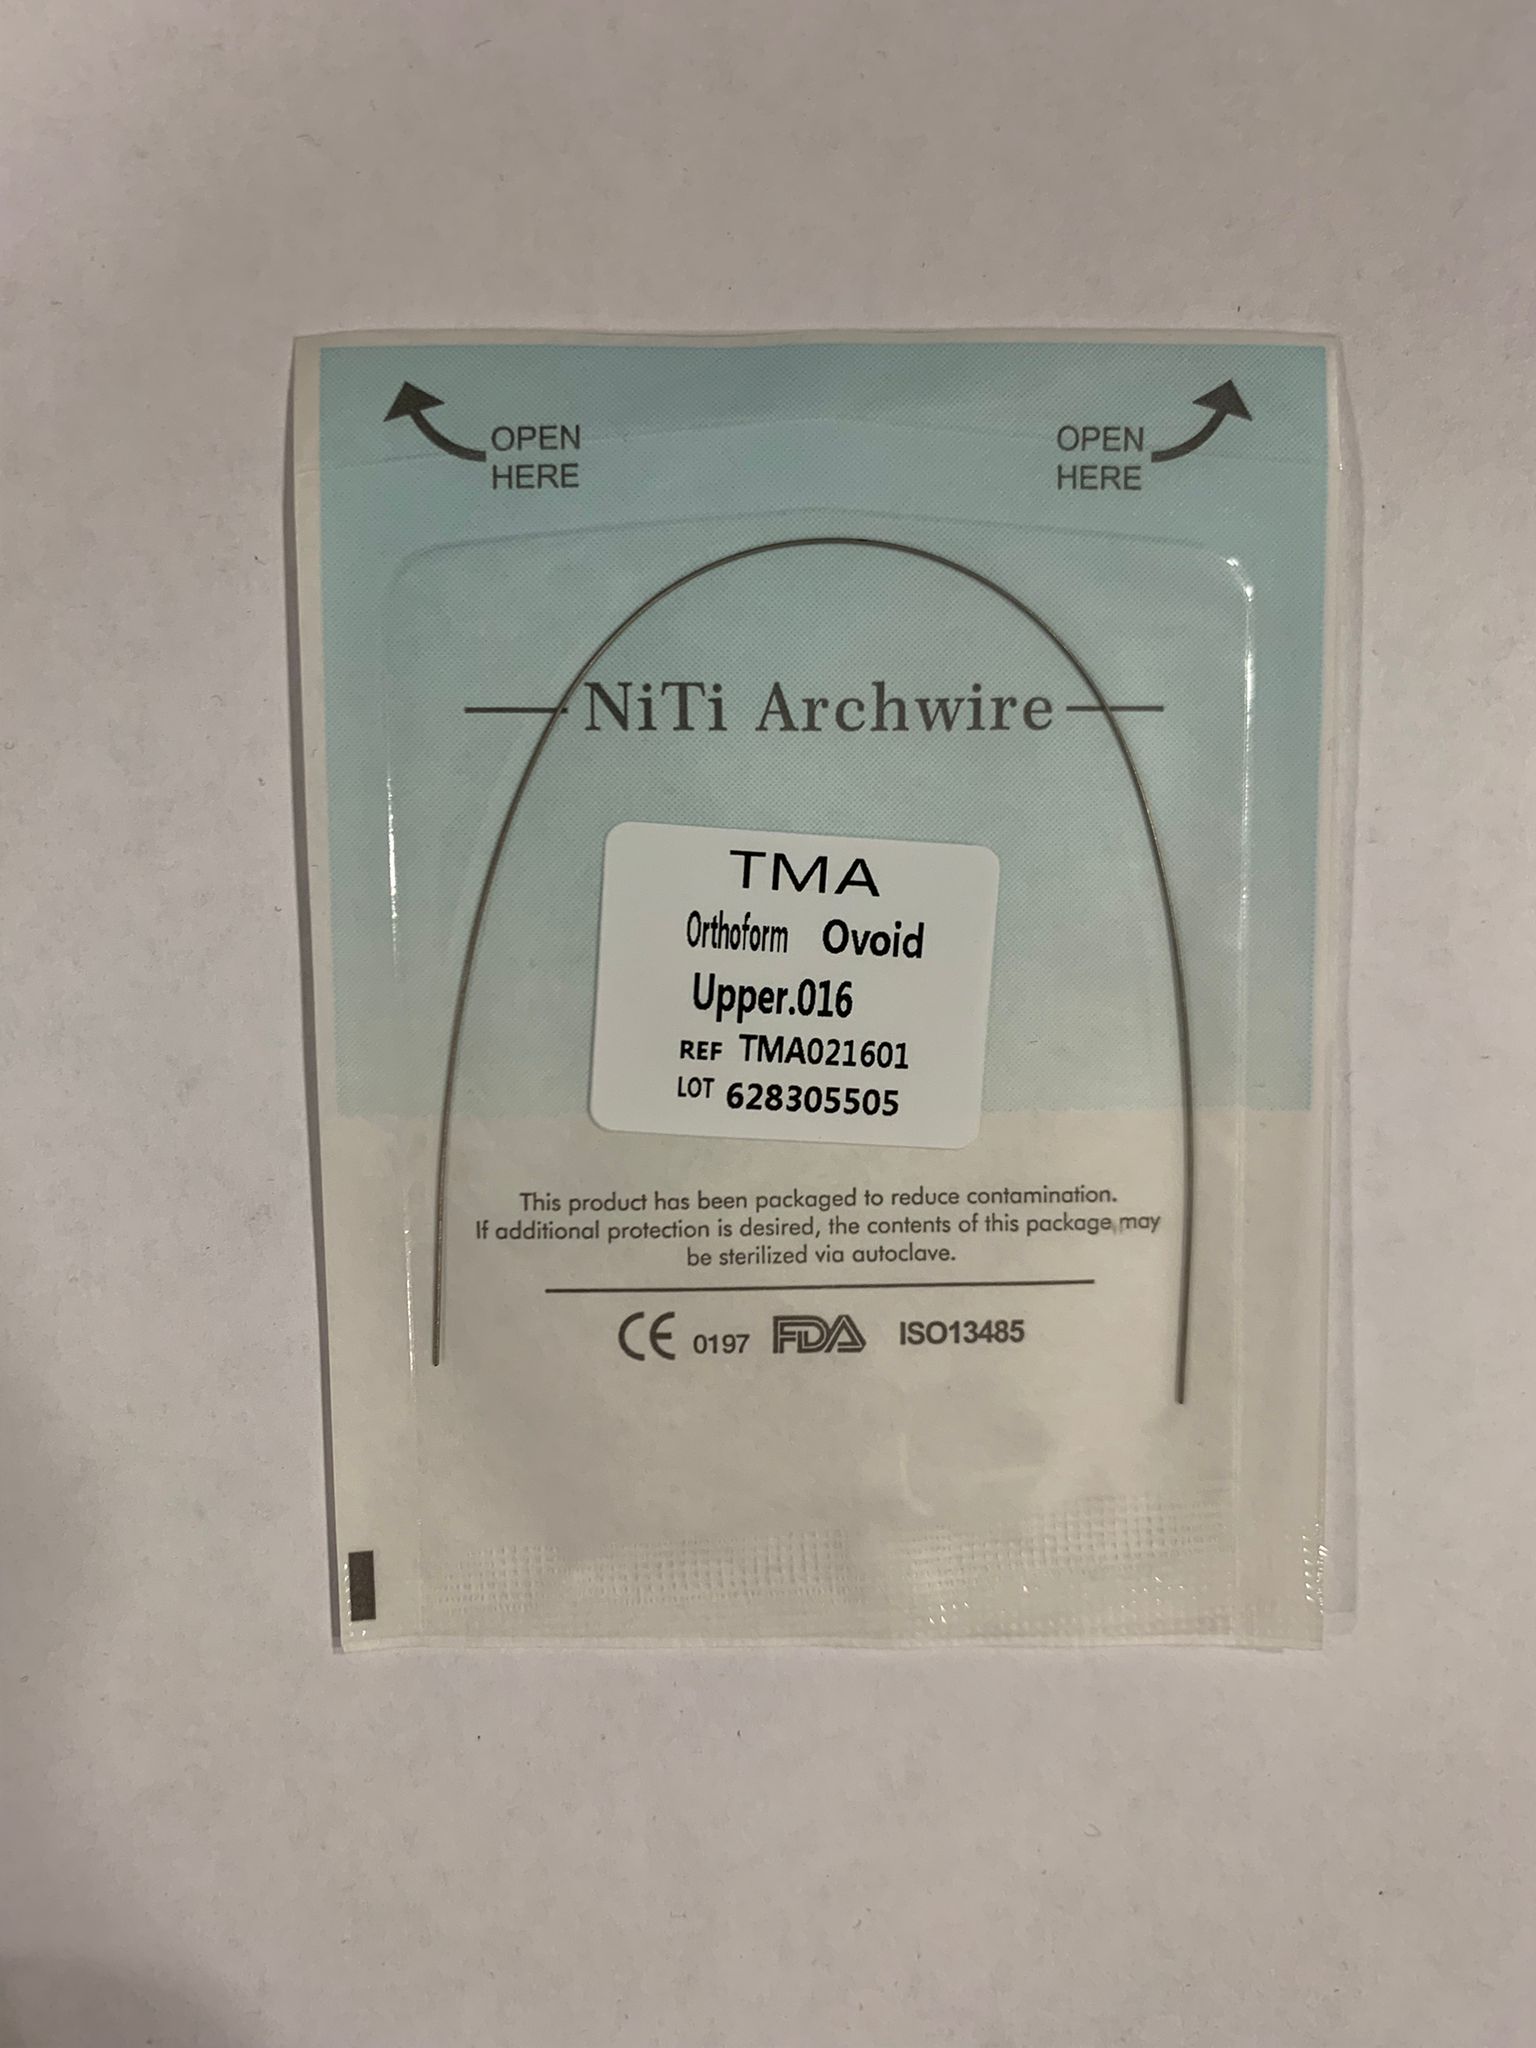 OPEN HERE
OPEN HERE
NiTi Archwire
TMA
Orthoform Ovoid
Upper.016
REF TMA021601
LOT 628305505
This product has been packaged to reduce contamination.
If additional protection is desired, the contents of this package may
be sterilized via autoclave.
CE 0197 FDA ISO13485